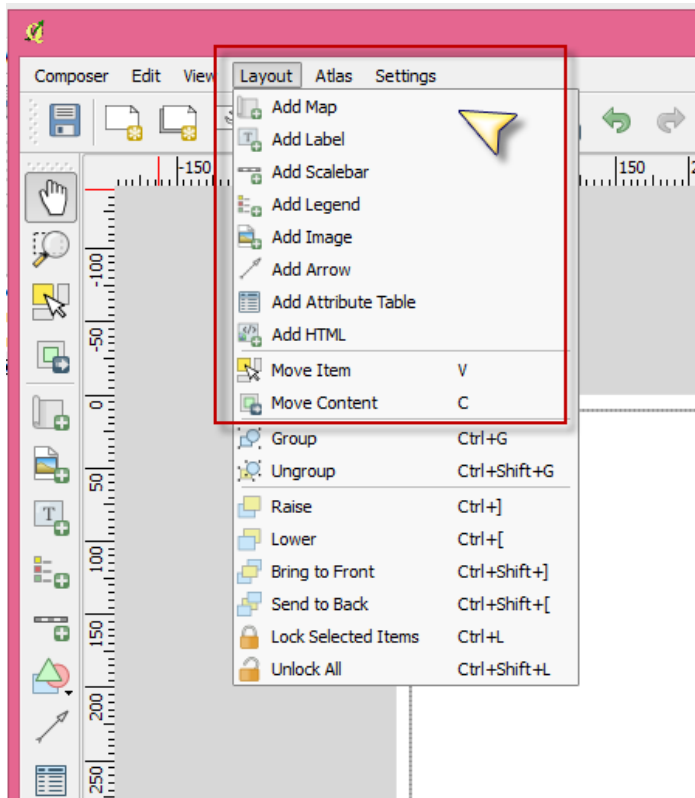 Composer Edit View Layout Atlas Settings
Add Map
Add Label
Add Scalebar
Add Legend
Add Image
Add Arrow
Add Attribute Table
Add HTML
Move Item V
Move Content C
Group Ctrl+G
Ungroup Ctrl+Shift+G
Raise Ctrl+]
Lower Ctrl+[
Bring to Front Ctrl+Shift+]
Send to Back Ctrl+Shift+[
Lock Selected Items Ctrl+L
Unlock All Ctrl+Shift+L
-150 150
-100
-50
0
50
100
150
200
250